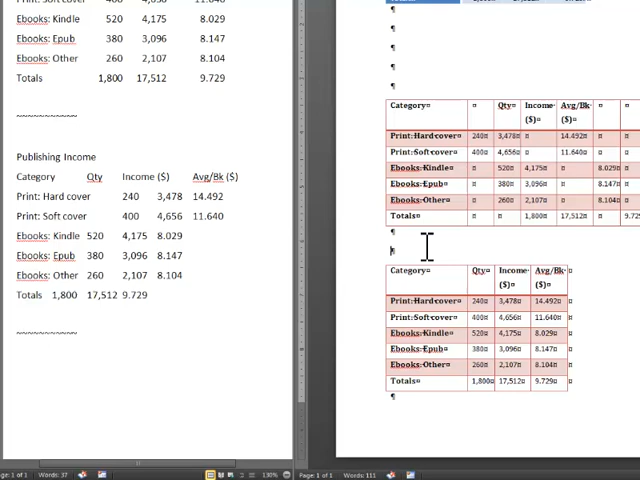 Ebooks: Kindle 520 4,175 8.029
Ebooks: Epub 380 3,096 8.147
Ebooks: Other 260 2,107 8.104
Totals 1,800 17,512 9.729
~~~~~~~~~~~
Publishing Income
Category Qty Income ($) Avg/Bk ($)
Print: Hard cover 240 3,478 14.492
Print: Soft cover 400 4,656 11.640
Ebooks: Kindle 520 4,175 8.029
Ebooks: Epub 380 3,096 8.147
Ebooks: Other 260 2,107 8.104
Totals 1,800 17,512 9.729
~~~~~~~~~~~
Page: 1 of 1 Words: 37 130%
¶
¶
¶
¶
¶
Category¤ ¤ Qty¤ Income· Avg/Bk· ¤ ¤
($)¤ ($)¤
Print:·Hard·cover¤ 240¤ 3,478¤ ¤ 14.492¤ ¤ ¤
Print:·Soft·cover¤ 400¤ 4,656¤ ¤ 11.640¤ ¤ ¤
Ebooks:·Kindle¤ ¤ 520¤ 4,175¤ ¤ 8.029¤
Ebooks:·Epub¤ ¤ 380¤ 3,096¤ ¤ 8.147¤
Ebooks:·Other¤ ¤ 260¤ 2,107¤ ¤ 8.104¤
Totals¤ ¤ ¤ 1,800¤ 17,512¤ ¤ 9.72
¶
¶
Category¤ Qty¤ Income· Avg/Bk· ¤
($)¤ ($)¤
Print:·Hard·cover¤ 240¤ 3,478¤ 14.492¤ ¤
Print:·Soft·cover¤ 400¤ 4,656¤ 11.640¤ ¤
Ebooks:·Kindle¤ 520¤ 4,175¤ 8.029¤ ¤
Ebooks:·Epub¤ 380¤ 3,096¤ 8.147¤ ¤
Ebooks:·Other¤ 260¤ 2,107¤ 8.104¤ ¤
Totals¤ 1,800¤ 17,512¤ 9.729¤ ¤
¶
Page: 1 of 1 Words: 111